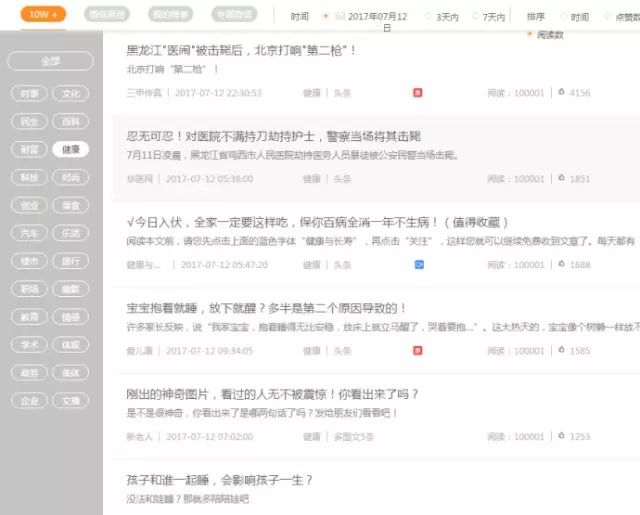 10W + 微信原创 我的榜单 专题微话 时间 2017年07月12日 3天内 7天内 排序 时间 点赞数
阅读数
全部
时事 文化
民生 百科
财富 健康
科技 时尚
创业 美食
汽车 乐活
楼市 旅行
职场 幽默
教育 情感
学术 体娱
政务 美体
企业 文摘
黑龙江"医闹"被击毙后，北京打响"第二枪"！
北京打响“第二枪”！
三甲传真 | 2017-07-12 22:30:53 健康 | 头条 阅读：100001 | 4156
忍无可忍！对医院不满持刀劫持护士，警察当场将其击毙
7月11日凌晨，黑龙江省鸡西市人民医院劫持医务人员暴徒被公安民警当场击毙。
华医网 | 2017-07-12 05:38:00 健康 | 头条 阅读：100001 | 1851
√今日入伏，全家一定要这样吃，保你百病全消一年不生病！（值得收藏）
阅读本文前，请您先点击上面的蓝色字体“健康与长寿”，再点击“关注”，这样您就可以继续免费收到文章了。每天都有
健康与... | 2017-07-12 05:47:20 健康 | 头条 阅读：100001 | 1688
宝宝抱着就睡，放下就醒？多半是第二个原因导致的！
许多家长反映，说“我家宝宝，抱着睡得无比安稳，放床上就立马醒了，哭着要抱...”。这大热天的，宝宝像个树懒一样放不
爱儿康 | 2017-07-12 09:34:05 健康 | 头条 阅读：100001 | 1585
刚出的神奇图片，看过的人无不被震惊！你看出来了吗？
是不是很神奇，你看出来了是哪两句话了吗？发给朋友们看看吧！
新老人 | 2017-07-12 07:02:00 健康 | 多图文5条 阅读：100001 | 1253
孩子和谁一起睡，会影响孩子一生？
没法和娃睡？那就多陪陪娃吧